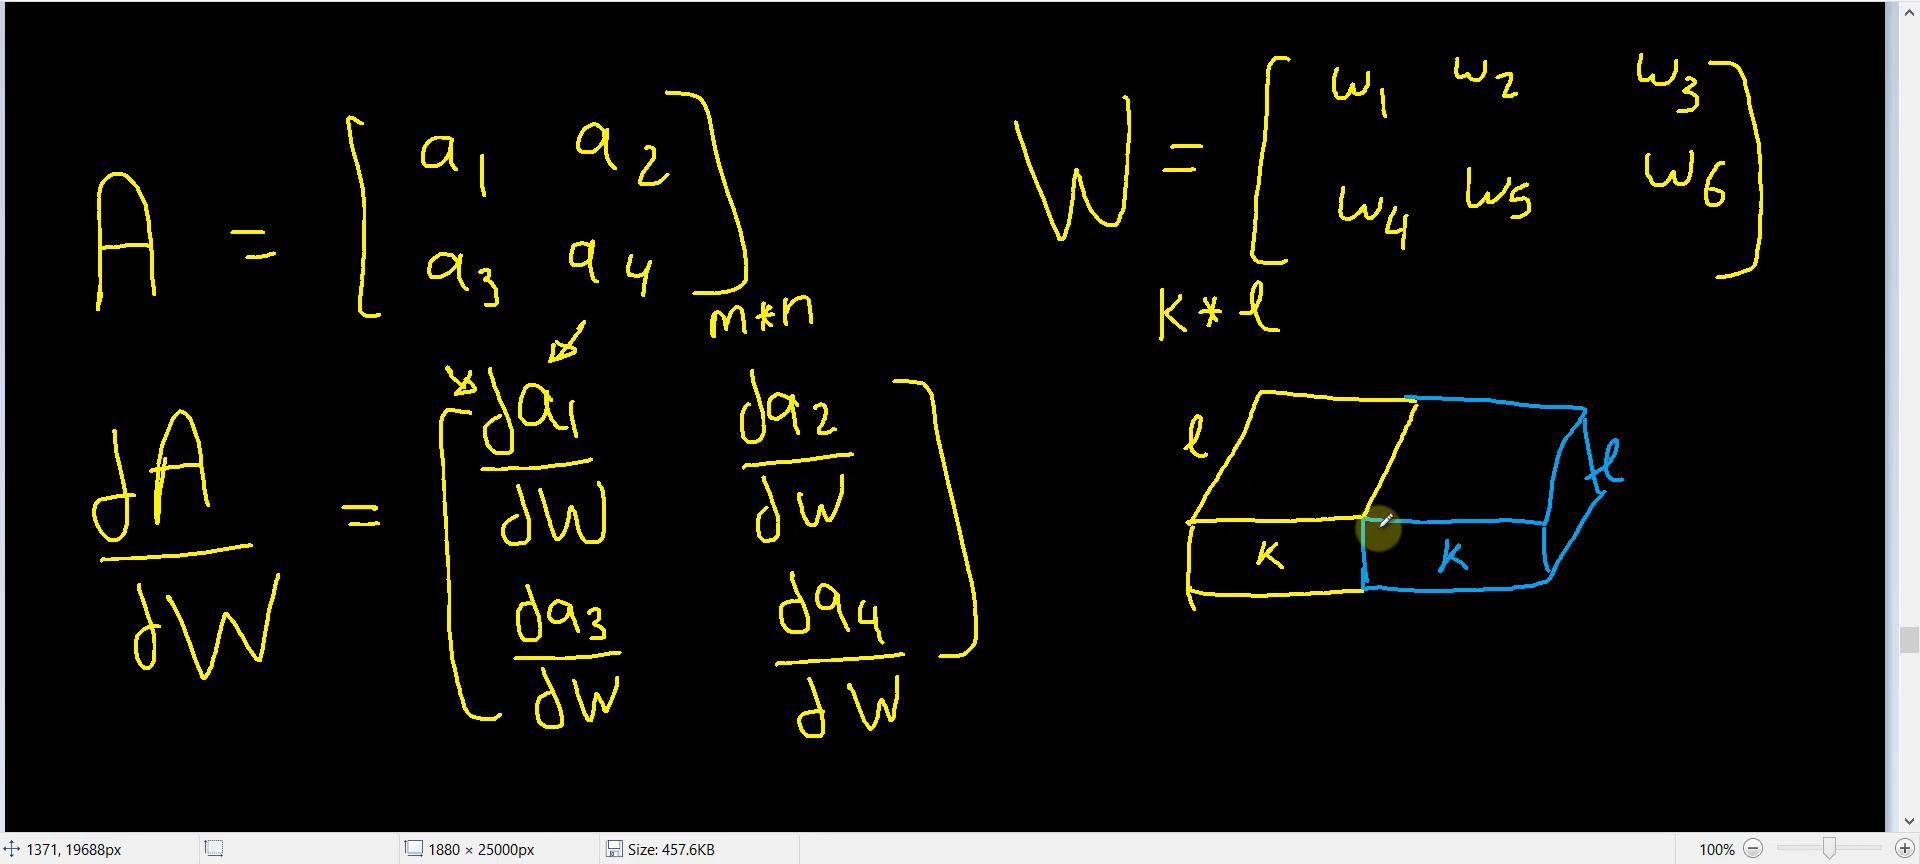 A = [ a1 a2
a3 a4 ] m*n
W = [ w1 w2 w3
w4 w5 w6 ]
K * l
dA/dW = [ da1/dW da2/dW
da3/dW da4/dW ]
l l
K K
1371, 19688px 1880 × 25000px Size: 457.6KB 100%